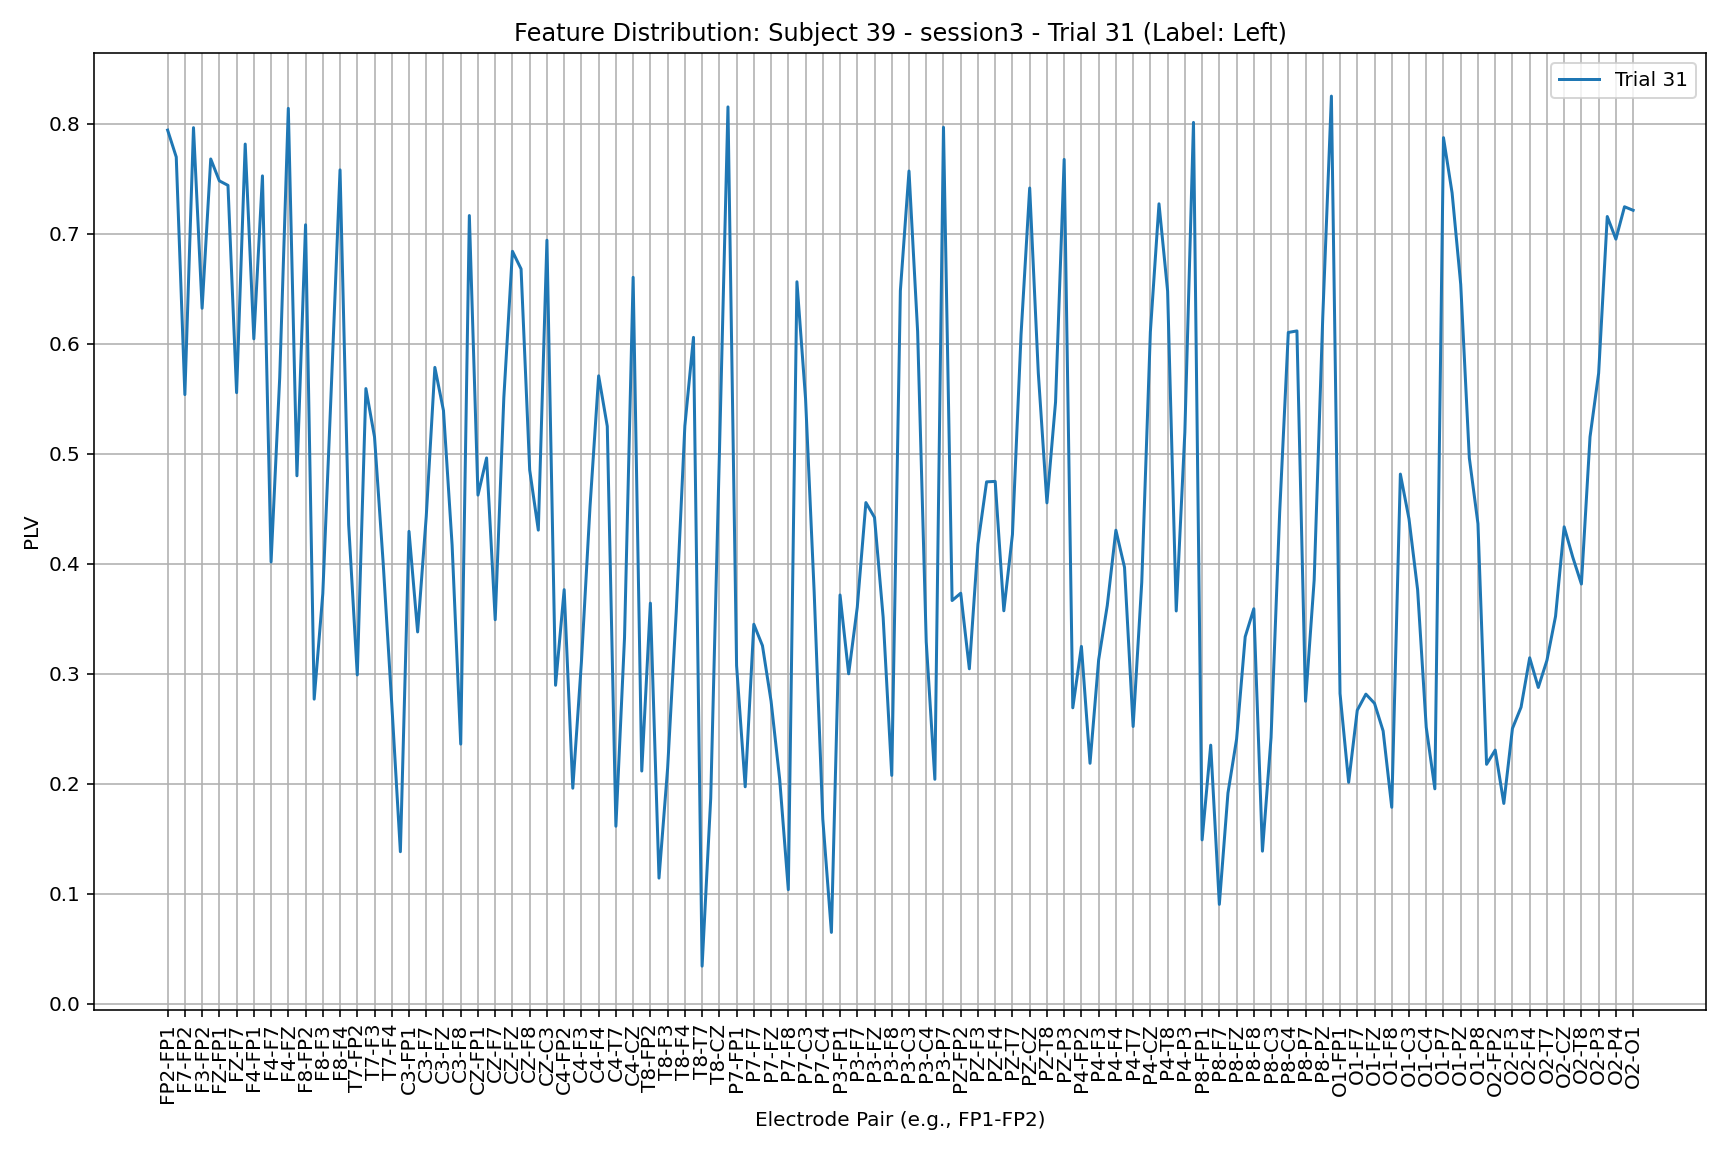 Feature Distribution: Subject 39 - session3 - Trial 31 (Label: Left)
Trial 31
PLV
0.8
0.7
0.6
0.5
0.4
0.3
0.2
0.1
0.0
FP2-FP1
F7-FP2
F3-FP2
FZ-FP1
FZ-F7
F4-FP1
F4-F7
F4-FZ
F8-FP2
F8-F3
F8-F4
T7-FP2
T7-F3
T7-F4
C3-FP1
C3-F7
C3-FZ
C3-F8
CZ-FP1
CZ-F7
CZ-FZ
CZ-F8
CZ-C3
C4-FP2
C4-F3
C4-F4
C4-T7
C4-CZ
T8-FP2
T8-F3
T8-F4
T8-T7
T8-CZ
P7-FP1
P7-F7
P7-FZ
P7-F8
P7-C3
P7-C4
P3-FP1
P3-F7
P3-FZ
P3-F8
P3-C3
P3-C4
P3-P7
PZ-FP2
PZ-F3
PZ-F4
PZ-T7
PZ-CZ
PZ-T8
PZ-P3
P4-FP2
P4-F3
P4-F4
P4-T7
P4-CZ
P4-T8
P4-P3
P8-FP1
P8-F7
P8-FZ
P8-F8
P8-C3
P8-C4
P8-P7
P8-PZ
O1-FP1
O1-F7
O1-FZ
O1-F8
O1-C3
O1-C4
O1-P7
O1-PZ
O1-P8
O2-FP2
O2-F3
O2-F4
O2-T7
O2-CZ
O2-T8
O2-P3
O2-P4
O2-O1
Electrode Pair (e.g., FP1-FP2)